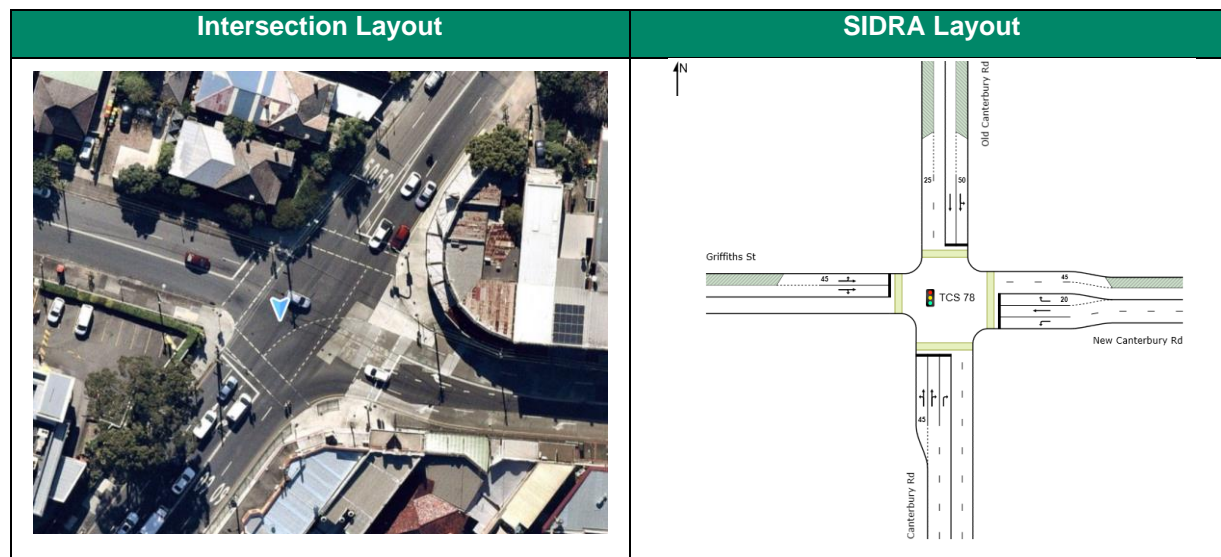 Intersection Layout
SIDRA Layout
N
Old Canterbury Rd
25
50
Griffiths St
45
45
TCS 78
20
New Canterbury Rd
45
Canterbury Rd